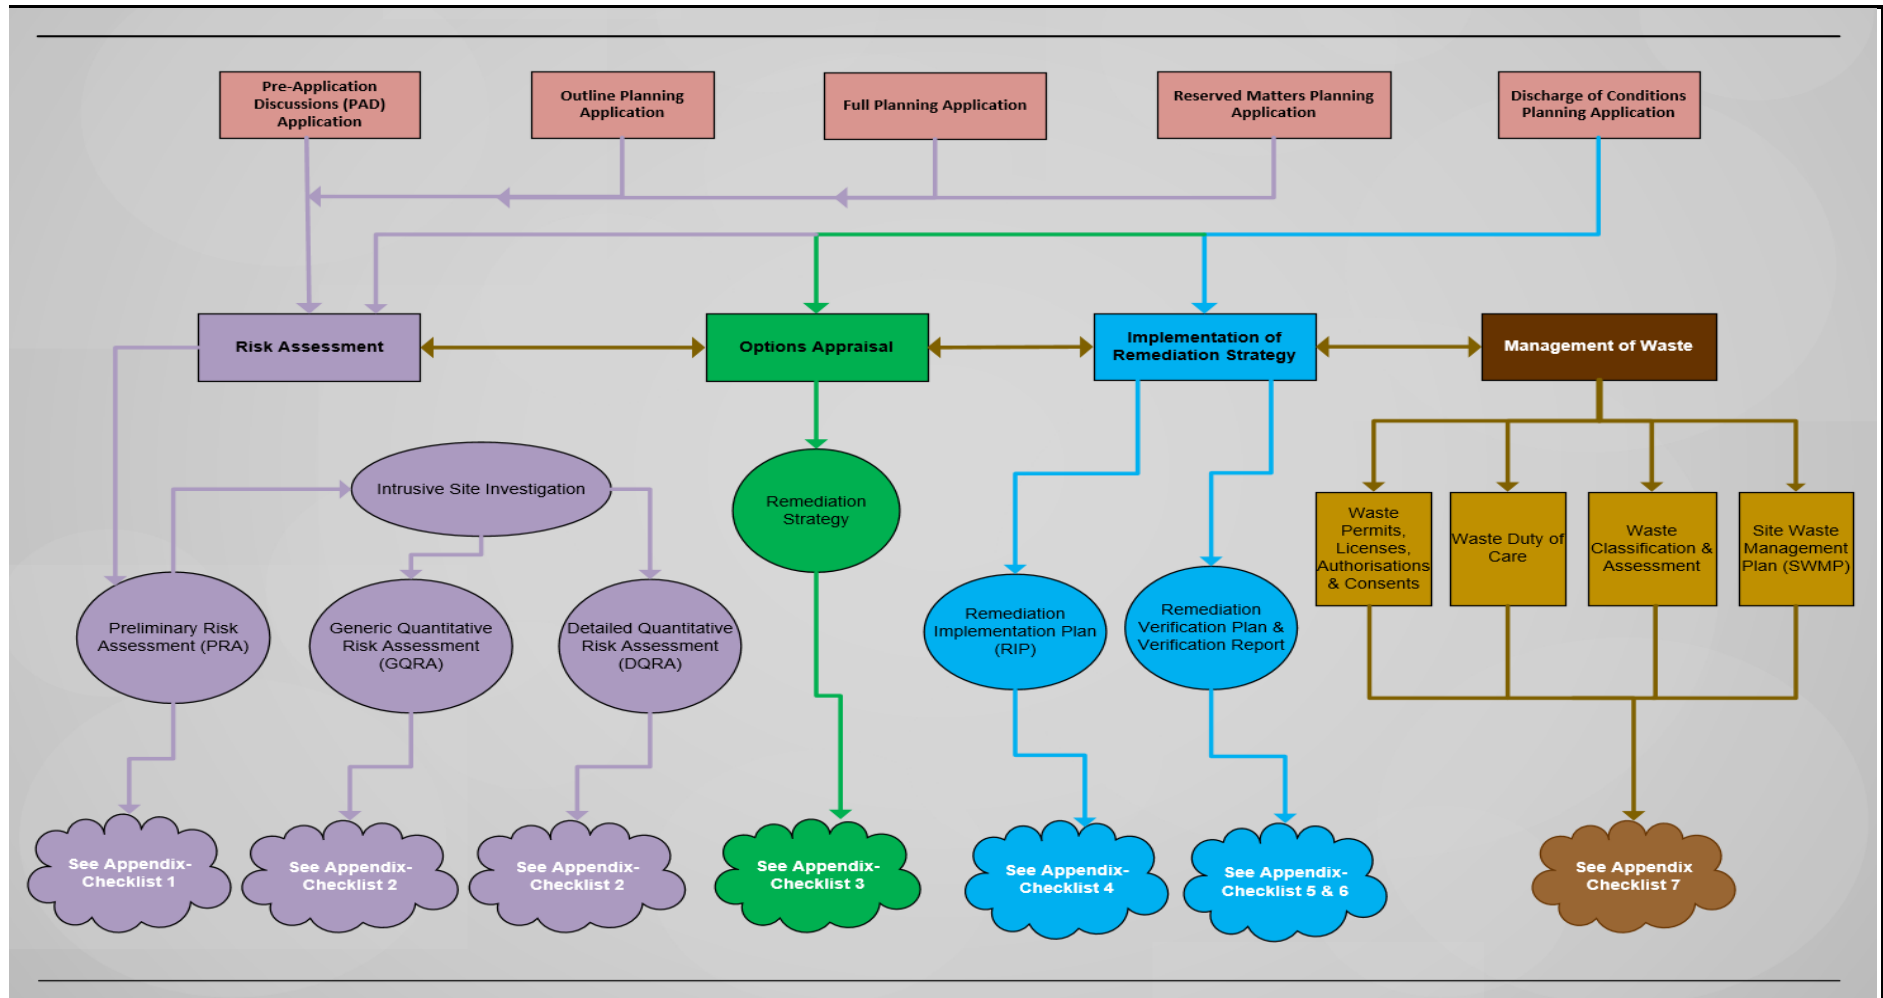 Pre-Application
Discussions (PAD)
Application
Outline Planning
Application
Full Planning Application
Reserved Matters Planning
Application
Discharge of Conditions
Planning Application
Risk Assessment
Options Appraisal
Implementation of
Remediation Strategy
Management of Waste
Intrusive Site Investigation
Remediation
Strategy
Waste
Permits,
Licenses,
Authorisations
& Consents
Waste Duty of
Care
Waste
Classification &
Assessment
Site Waste
Management
Plan (SWMP)
Preliminary Risk
Assessment (PRA)
Generic Quantitative
Risk Assessment
(GQRA)
Detailed Quantitative
Risk Assessment
(DQRA)
Remediation
Implementation Plan
(RIP)
Remediation
Verification Plan &
Verification Report
See Appendix-
Checklist 1
See Appendix-
Checklist 2
See Appendix-
Checklist 2
See Appendix-
Checklist 3
See Appendix-
Checklist 4
See Appendix-
Checklist 5 & 6
See Appendix
Checklist 7